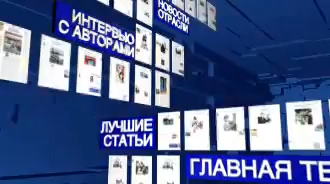 НОВОСТИ
ОТРАСЛИ
ИНТЕРВЬЮ
С АВТОРАМИ
ЛУЧШИЕ
СТАТЬИ
ГЛАВНАЯ ТЕ